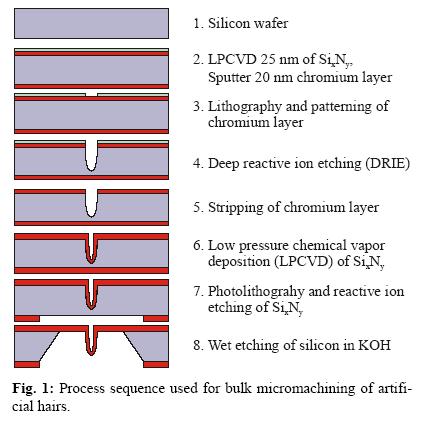 1. Silicon wafer
2. LPCVD 25 nm of SixNy,
Sputter 20 nm chromium layer
3. Lithography and patterning of
chromium layer
4. Deep reactive ion etching (DRIE)
5. Stripping of chromium layer
6. Low pressure chemical vapor
deposition (LPCVD) of SixNy
7. Photolithograhy and reactive ion
etching of SixNy
8. Wet etching of silicon in KOH
Fig. 1: Process sequence used for bulk micromachining of artifi-
cial hairs.